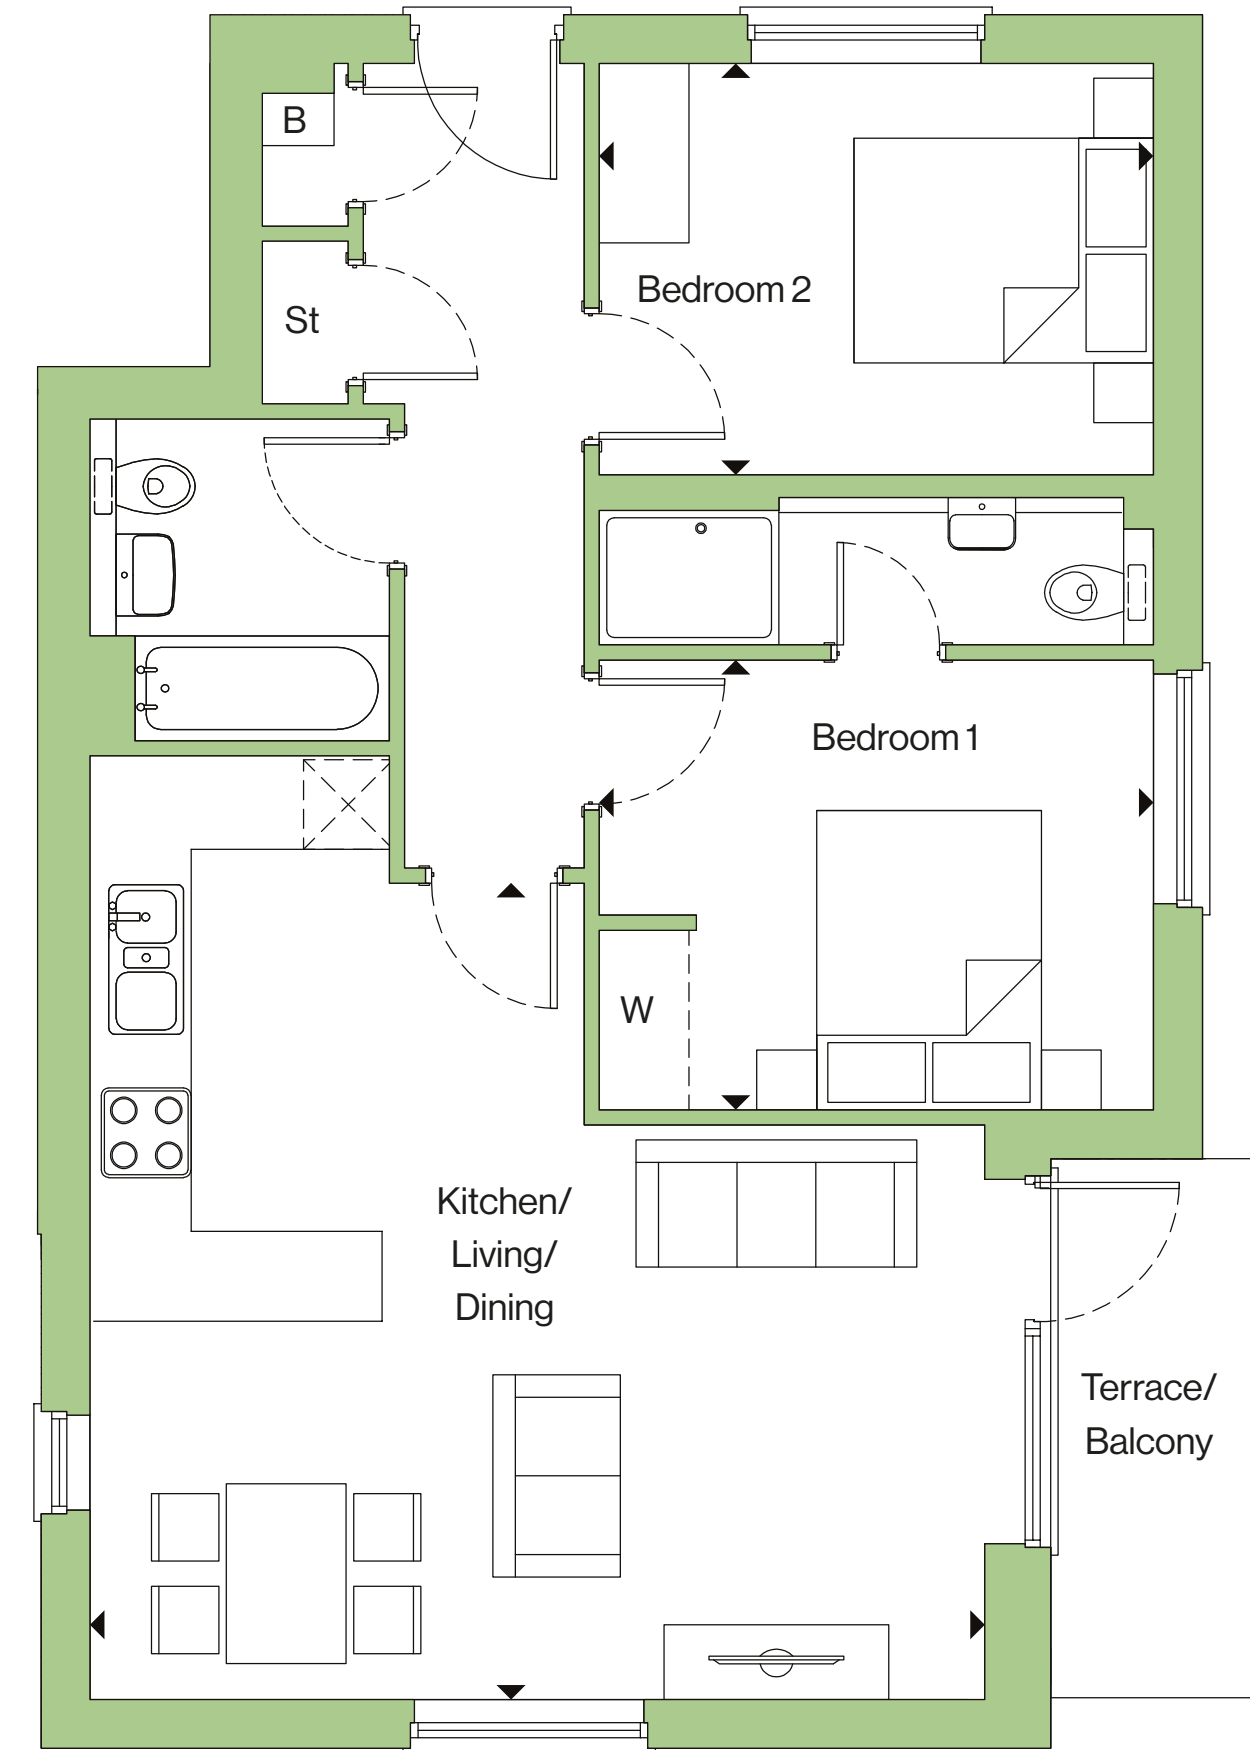 B
St
Bedroom 2
Bedroom 1
W
Kitchen/
Living/
Dining
Terrace/
Balcony